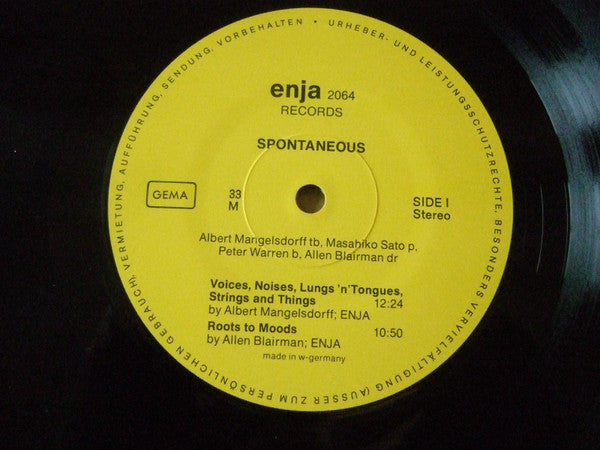 URHEBER- UND LEISTUNGSSCHUTZRECHTE, BESONDERS VERVIELFÄLTIGUNG (AUSSER ZUM PERSÖNLICHEN GEBRAUCH), VERMIETUNG, AUFFÜHRUNG, SENDUNG, VORBEHALTEN •
enja 2064
RECORDS
SPONTANEOUS
GEMA
33
M
SIDE I
Stereo
Albert Mangelsdorff tb, Masahiko Sato p.
Peter Warren b, Allen Blairman dr
Voices, Noises, Lungs 'n' Tongues,
Strings and Things 12:24
by Albert Mangelsdorff; ENJA
Roots to Moods 10:50
by Allen Blairman; ENJA
made in w-germany